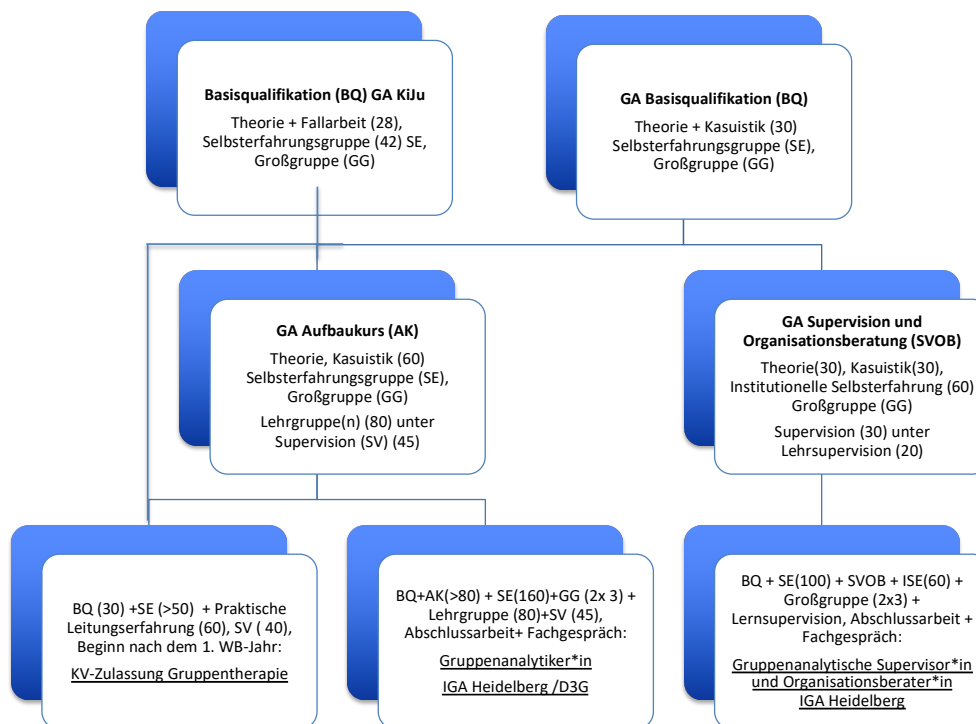 Basisqualifikation (BQ) GA KiJu
Theorie + Fallarbeit (28),
Selbsterfahrungsgruppe (42) SE,
Großgruppe (GG)
GA Basisqualifikation (BQ)
Theorie + Kasuistik (30)
Selbsterfahrungsgruppe (SE),
Großgruppe (GG)
GA Aufbaukurs (AK)
Theorie, Kasuistik (60)
Selbsterfahrungsgruppe (SE),
Großgruppe (GG)
Lehrgruppe(n) (80) unter
Supervision (SV) (45)
GA Supervision und
Organisationsberatung (SVOB)
Theorie(30), Kasuistik(30),
Institutionelle Selbsterfahrung (60)
Großgruppe (GG)
Supervision (30) unter
Lehrsupervision (20)
BQ (30) +SE (>50) + Praktische
Leitungserfahrung (60), SV ( 40),
Beginn nach dem 1. WB-Jahr:
KV-Zulassung Gruppentherapie
BQ+AK(>80) + SE(160)+GG (2x 3) +
Lehrgruppe (80)+SV (45),
Abschlussarbeit+ Fachgespräch:
Gruppenanalytiker*in
IGA Heidelberg /D3G
BQ + SE(100) + SVOB + ISE(60) +
Großgruppe (2x3) +
Lernsupervision, Abschlussarbeit +
Fachgespräch:
Gruppenanalytische Supervisor*in
und Organisationsberater*in
IGA Heidelberg